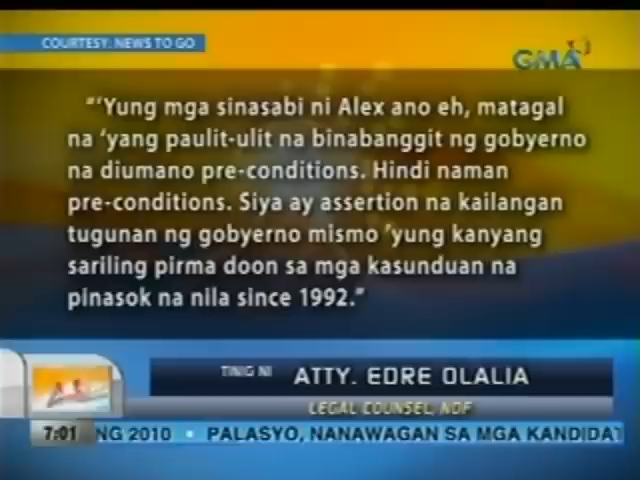 COURTESY: NEWS TO GO
GMA
"'Yung mga sinasabi ni Alex ano eh, matagal
na 'yang paulit-ulit na binabanggit ng gobyerno
na diumano pre-conditions. Hindi naman
pre-conditions. Siya ay assertion na kailangan
tugunan ng gobyerno mismo 'yung kanyang
sariling pirma doon sa mga kasunduan na
pinasok na nila since 1992."
TINIG NI ATTY. EDRE OLALIA
LEGAL COUNSEL, NDF
7:01 NG 2010 • PALASYO, NANAWAGAN SA MGA KANDIDAT